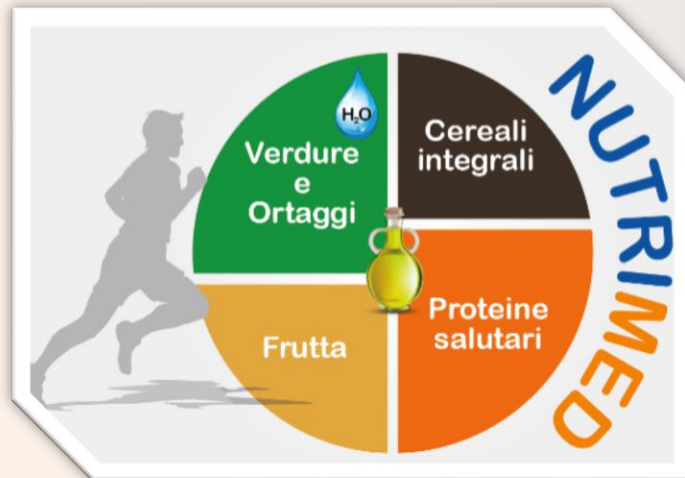 H₂O
Verdure
e
Ortaggi
Cereali
integrali
Frutta
Proteine
salutari
NUTRIMED